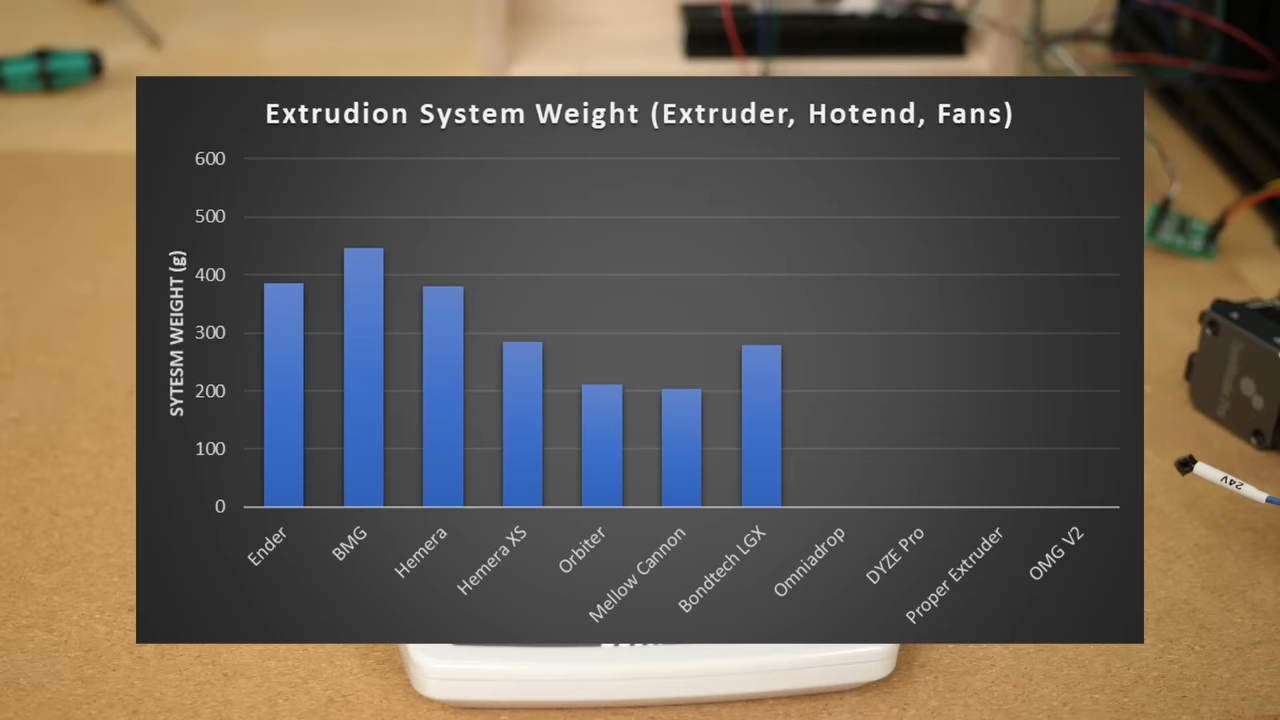 Extrudion System Weight (Extruder, Hotend, Fans)
600
500
400
300
200
100
0
SYTESM WEIGHT (g)
Ender
BMG
Hemera
Hemera XS
Orbiter
Mellow Cannon
Bondtech LGX
Omniadrop
DYZE Pro
Proper Extruder
OMG V2
24V